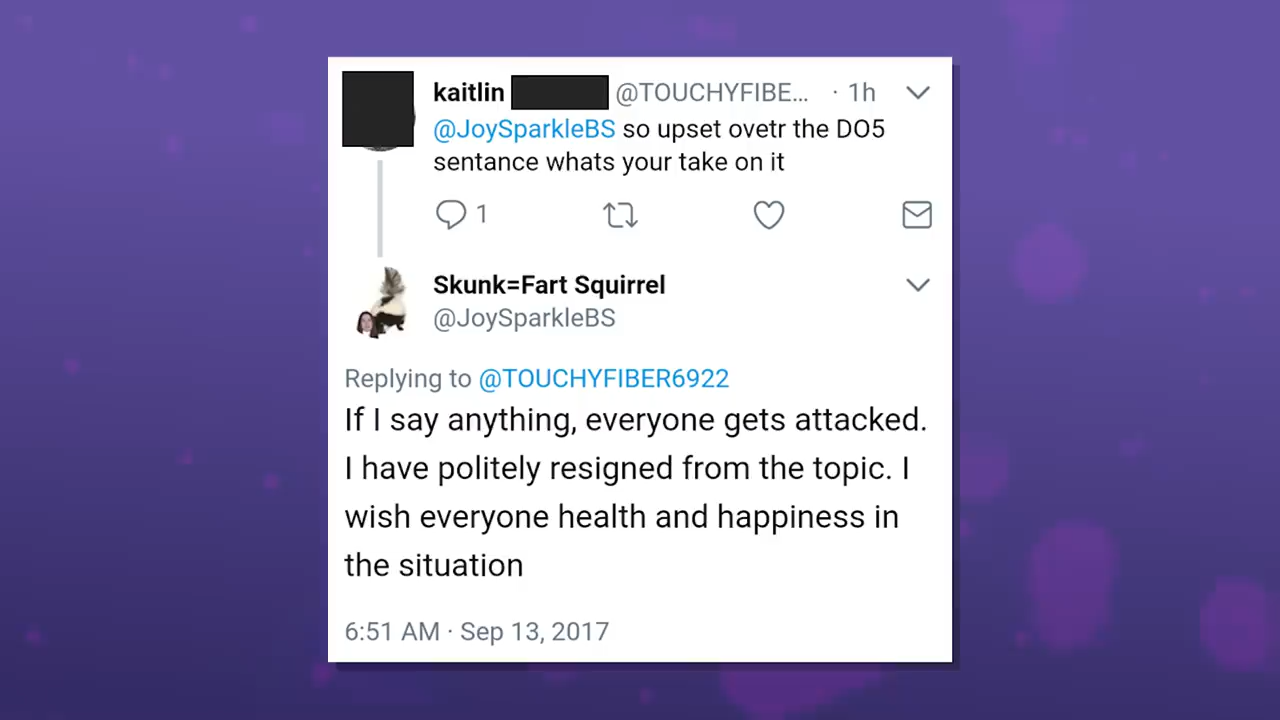 kaitlin @TOUCHYFIBE... · 1h
@JoySparkleBS so upset ovetr the DO5
sentance whats your take on it
1
Skunk=Fart Squirrel
@JoySparkleBS
Replying to @TOUCHYFIBER6922
If I say anything, everyone gets attacked.
I have politely resigned from the topic. I
wish everyone health and happiness in
the situation
6:51 AM · Sep 13, 2017